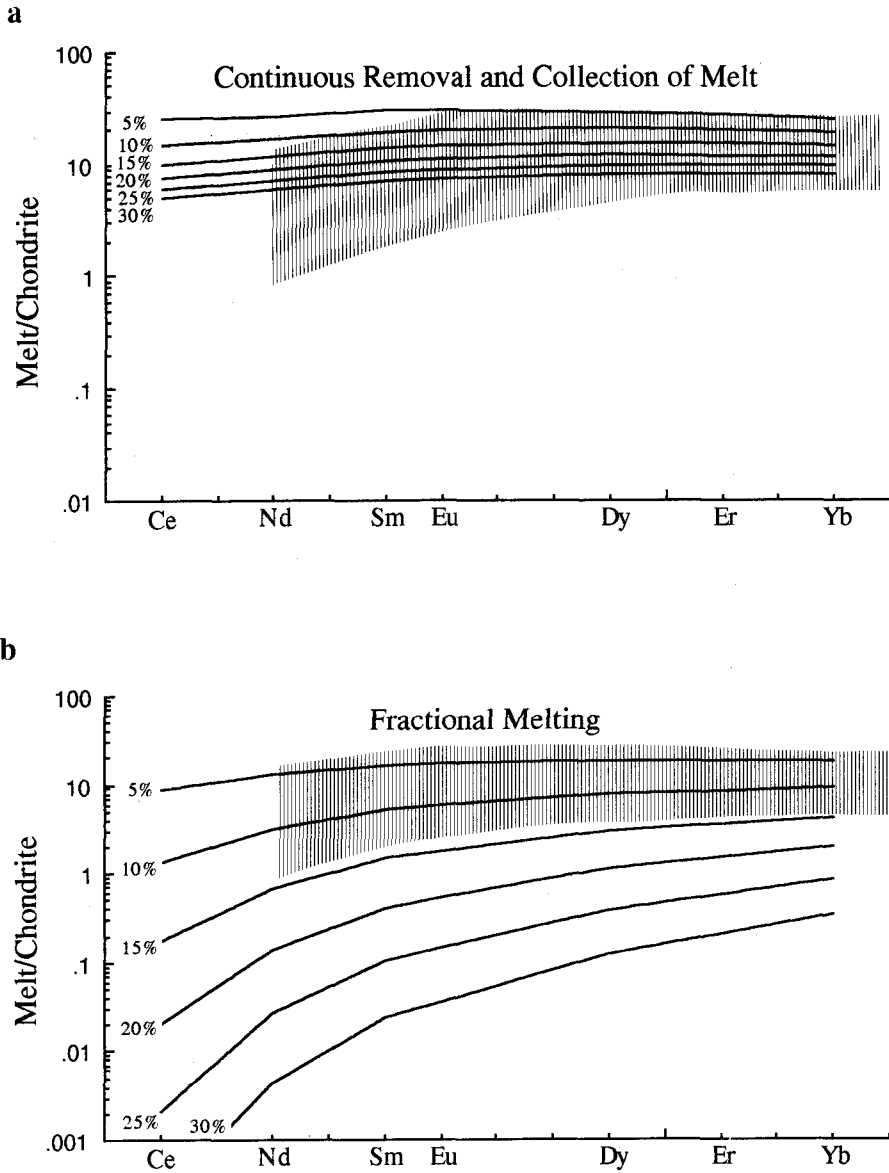 a
Continuous Removal and Collection of Melt
Melt/Chondrite
100
10
1
.1
.01
5%
10%
15%
20%
25%
30%
Ce Nd Sm Eu Dy Er Yb
b
Fractional Melting
Melt/Chondrite
100
10
1
.1
.01
.001
5%
10%
15%
20%
25%
30%
Ce Nd Sm Eu Dy Er Yb